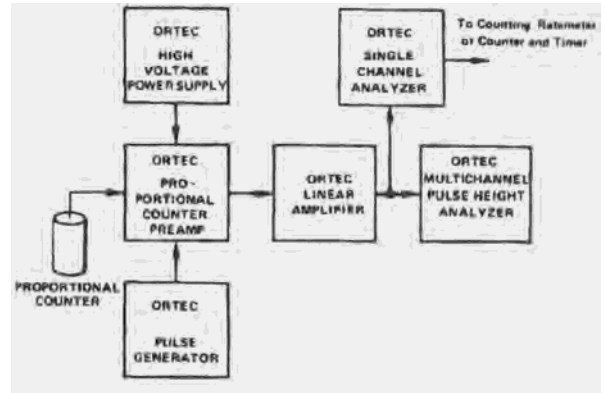 ORTEC
HIGH
VOLTAGE
POWER SUPPLY
ORTEC
SINGLE
CHANNEL
ANALYZER
To Counting Ratemeter
or Counter and Timer
ORTEC
PRO-
PORTIONAL
COUNTER
PREAMP
ORTEC
LINEAR
AMPLIFIER
ORTEC
MULTICHANNEL
PULSE HEIGHT
ANALYZER
PROPORTIONAL
COUNTER
ORTEC
PULSE
GENERATOR